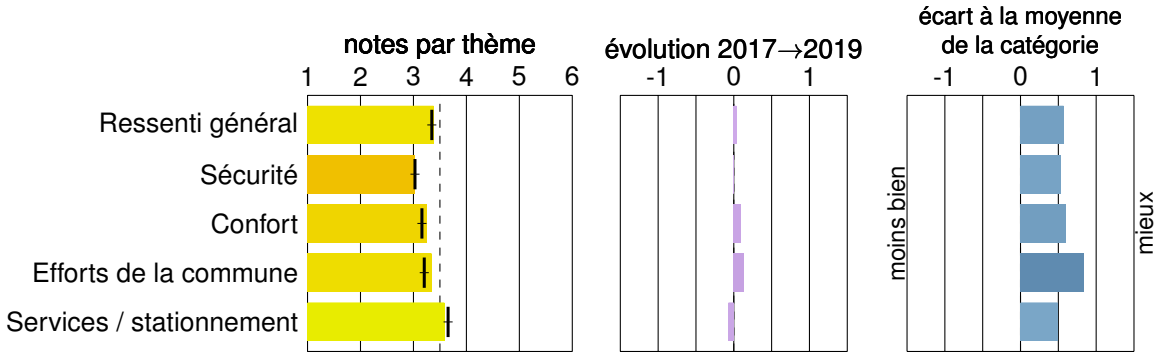 notes par thème
1 2 3 4 5 6
évolution 2017→2019
-1 0 1
écart à la moyenne
de la catégorie
-1 0 1
Ressenti général
Sécurité
Confort
Efforts de la commune
Services / stationnement
moins bien
mieux